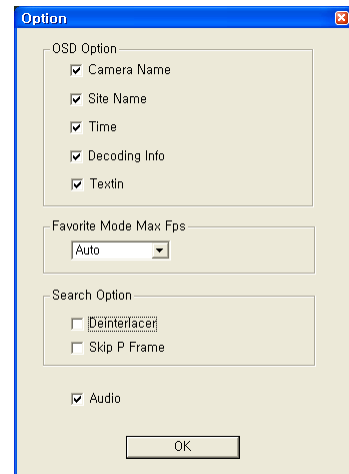 Option
OSD Option
Camera Name
Site Name
Time
Decoding Info
Textin
Favorite Mode Max Fps
Auto
Search Option
Deinterlacer
Skip P Frame
Audio
OK